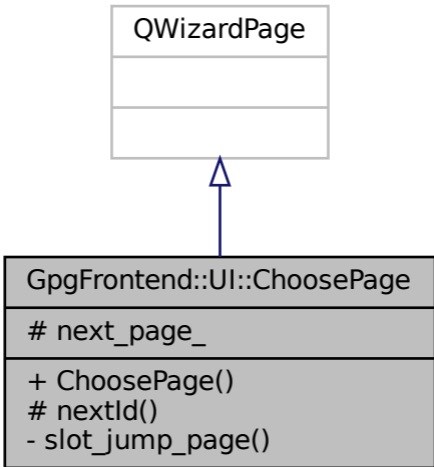 QWizardPage
GpgFrontend::UI::ChoosePage
# next_page_
+ ChoosePage()
# nextId()
- slot_jump_page()